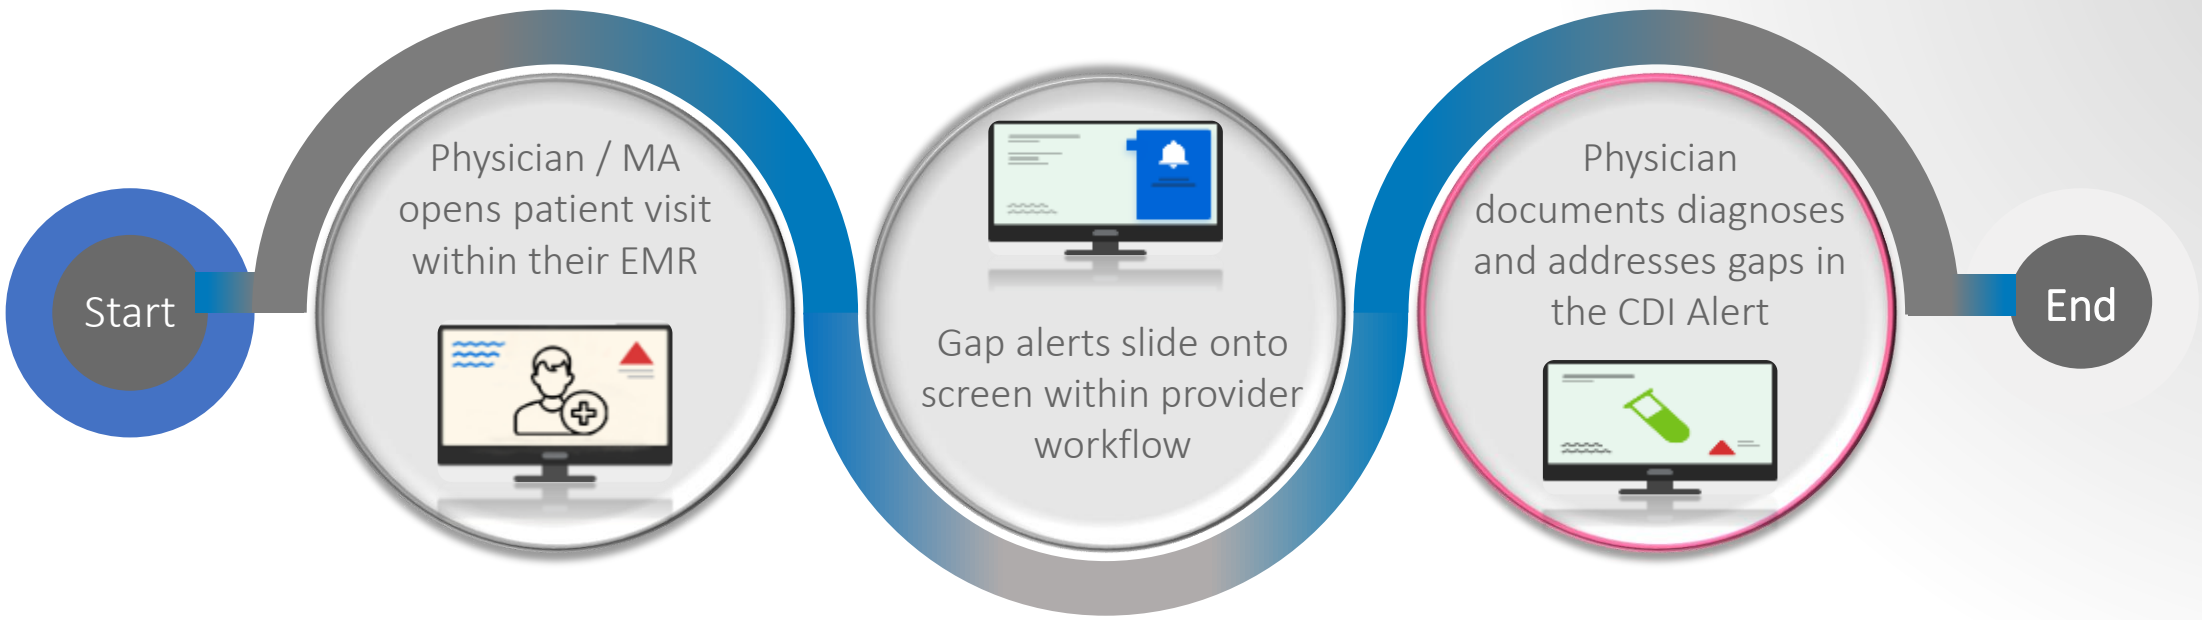 Start
Physician / MA
opens patient visit
within their EMR
Gap alerts slide onto
screen within provider
workflow
Physician
documents diagnoses
and addresses gaps in
the CDI Alert
End